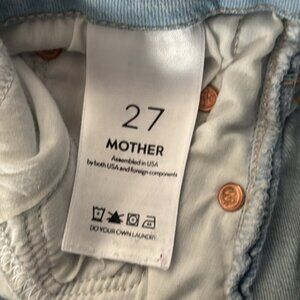 27
MOTHER
Assembled in USA
by both USA and foreign components
DO YOUR OWN LAUNDRY